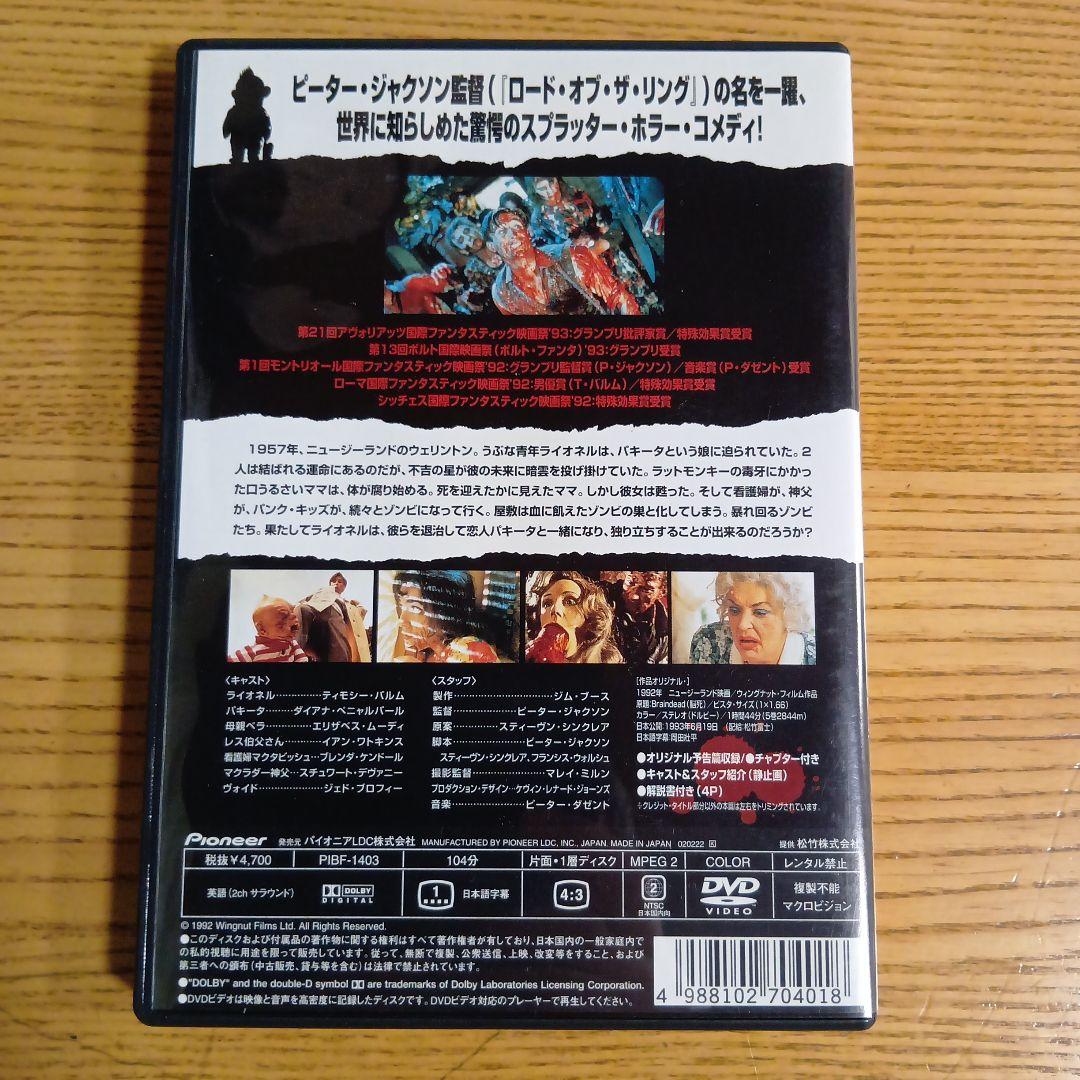 ピーター・ジャクソン監督(『ロード・オブ・ザ・リング』)の名を一躍、
世界に知らしめた驚愕のスプラッター・ホラー・コメディ!
第21回アヴォリアッツ国際ファンタスティック映画祭'93:グランプリ批評家賞/特殊効果賞受賞
第13回ポルト国際映画祭(ポルト・ファンタ)'93:グランプリ受賞
第1回モントリオール国際ファンタスティック映画祭'92:グランプリ監督賞(P・ジャクソン)/音楽賞(P・ダゼント)受賞
ローマ国際ファンタスティック映画祭'92:男優賞(T・バルム)/特殊効果賞受賞
シッチェス国際ファンタスティック映画祭'92:特殊効果賞受賞
1957年、ニュージーランドのウェリントン。うぶな青年ライオネルは、パキータという娘に迫られていた。2
人は結ばれる運命にあるのだが、不吉の星が彼の未来に暗雲を投げ掛けていた。ラットモンキーの毒牙にかかっ
た口うるさいママは、体が腐り始める。死を迎えたかに見えたママ。しかし彼女は甦った。そして看護婦が、神父
が、パンク・キッズが、続々とゾンビになって行く。屋敷は血に飢えたゾンビの巣と化してしまう。暴れ回るゾンビ
たち。果たしてライオネルは、彼らを退治して恋人パキータと一緒になり、独り立ちすることが出来るのだろうか?
〈キャスト〉
ライオネル…………ティモシー・バルム
パキータ………ダイアナ・ペニャルバール
母親ベラ…………エリザベス・ムーディ
レス伯父さん………イアン・ワトキンス
看護婦マクタビッシュ…ブレンダ・ケンドール
マクラダー神父…スチュワート・デヴァニー
ヴォイド…………ジェド・ブロフィー
〈スタッフ〉
製作…………………………ジム・ブース
監督………………ピーター・ジャクソン
原案…………スティーヴン・シンクレア
脚本………………ピーター・ジャクソン
スティーヴン・シンクレア、フランシス・ウォルシュ
撮影監督………………マレイ・ミルン
プロダクション・デザイン…ケヴィン・レナード・ジョーンズ
音楽………………ピーター・ダゼント
[作品オリジナル・]
1992年 ニュージーランド映画/ウィングナット・フィルム作品
原題:Braindead(脳死)/ビスタ・サイズ(1×1.66)
カラー/ステレオ(ドルビー)/1時間44分(5巻2844m)
日本公開:1993年6月19日(配給:松竹富士)
日本語字幕:岡田壮平
●オリジナル予告篇収録/●チャプター付き
●キャスト&スタッフ紹介(静止画)
●解説書付き(4P)
※クレジット・タイトル部分以外の本画は左右をトリミングされています。
Pioneer 発売元 パイオニアLDC株式会社 MANUFACTURED BY PIONEER LDC, INC., JAPAN. MADE IN JAPAN 020222 K 提供 松竹株式会社
税抜¥4,700 PIBF-1403 104分 片面・1層ディスク MPEG 2 COLOR レンタル禁止
英語(2ch サラウンド) DOLBY DIGITAL 1 日本語字幕 4:3 2 NTSC 日本国内向 DVD VIDEO 複製不能 マクロビジョン
© 1992 Wingnut Films Ltd. All Rights Reserved.
●このディスクおよび付属品の著作物に関する権利はすべて著作権者が有しており、日本国内の一般家庭内で
の私的視聴に用途を限って販売しています。従って、無断で複製、公衆送信、上映、改変等をすること、および
第三者への頒布(中古販売、貸与等を含む)は法律で禁止されています。
●"DOLBY" and the double-D symbol are trademarks of Dolby Laboratories Licensing Corporation.
●DVDビデオは映像と音声を高密度に記録したディスクです。DVDビデオ対応のプレーヤーで再生してください。
4 988102 704018